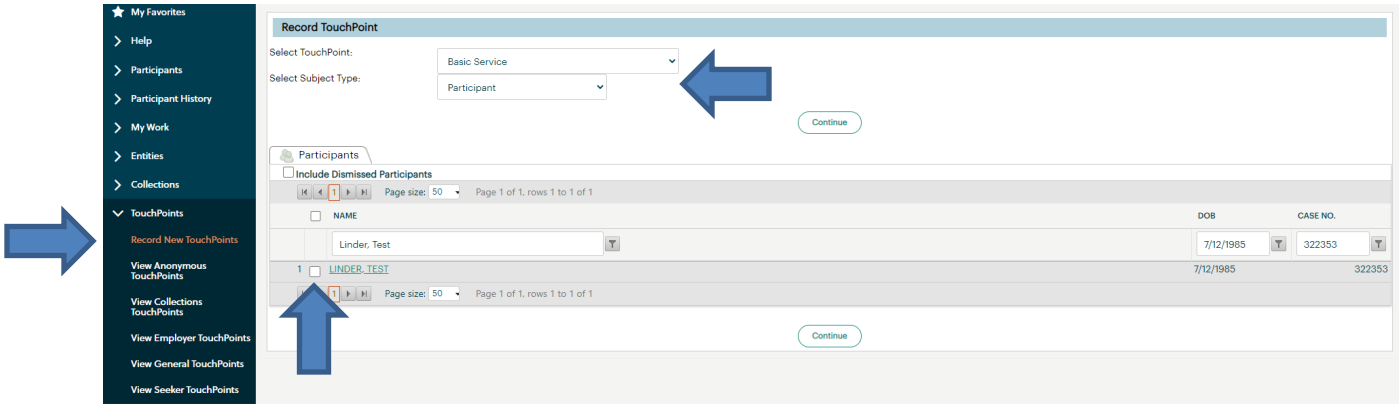 My Favorites
Help
Participants
Participant History
My Work
Entities
Collections
TouchPoints
Record New TouchPoints
View Anonymous
TouchPoints
View Collections
TouchPoints
View Employer TouchPoints
View General TouchPoints
View Seeker TouchPoints
Record TouchPoint
Select TouchPoint:
Basic Service
Select Subject Type:
Participant
Continue
Participants
Include Dismissed Participants
1 Page size: 50 Page 1 of 1, rows 1 to 1 of 1
NAME DOB CASE NO.
Linder, Test 7/12/1985 322353
1 LINDER, TEST 7/12/1985 322353
1 Page size: 50 Page 1 of 1, rows 1 to 1 of 1
Continue